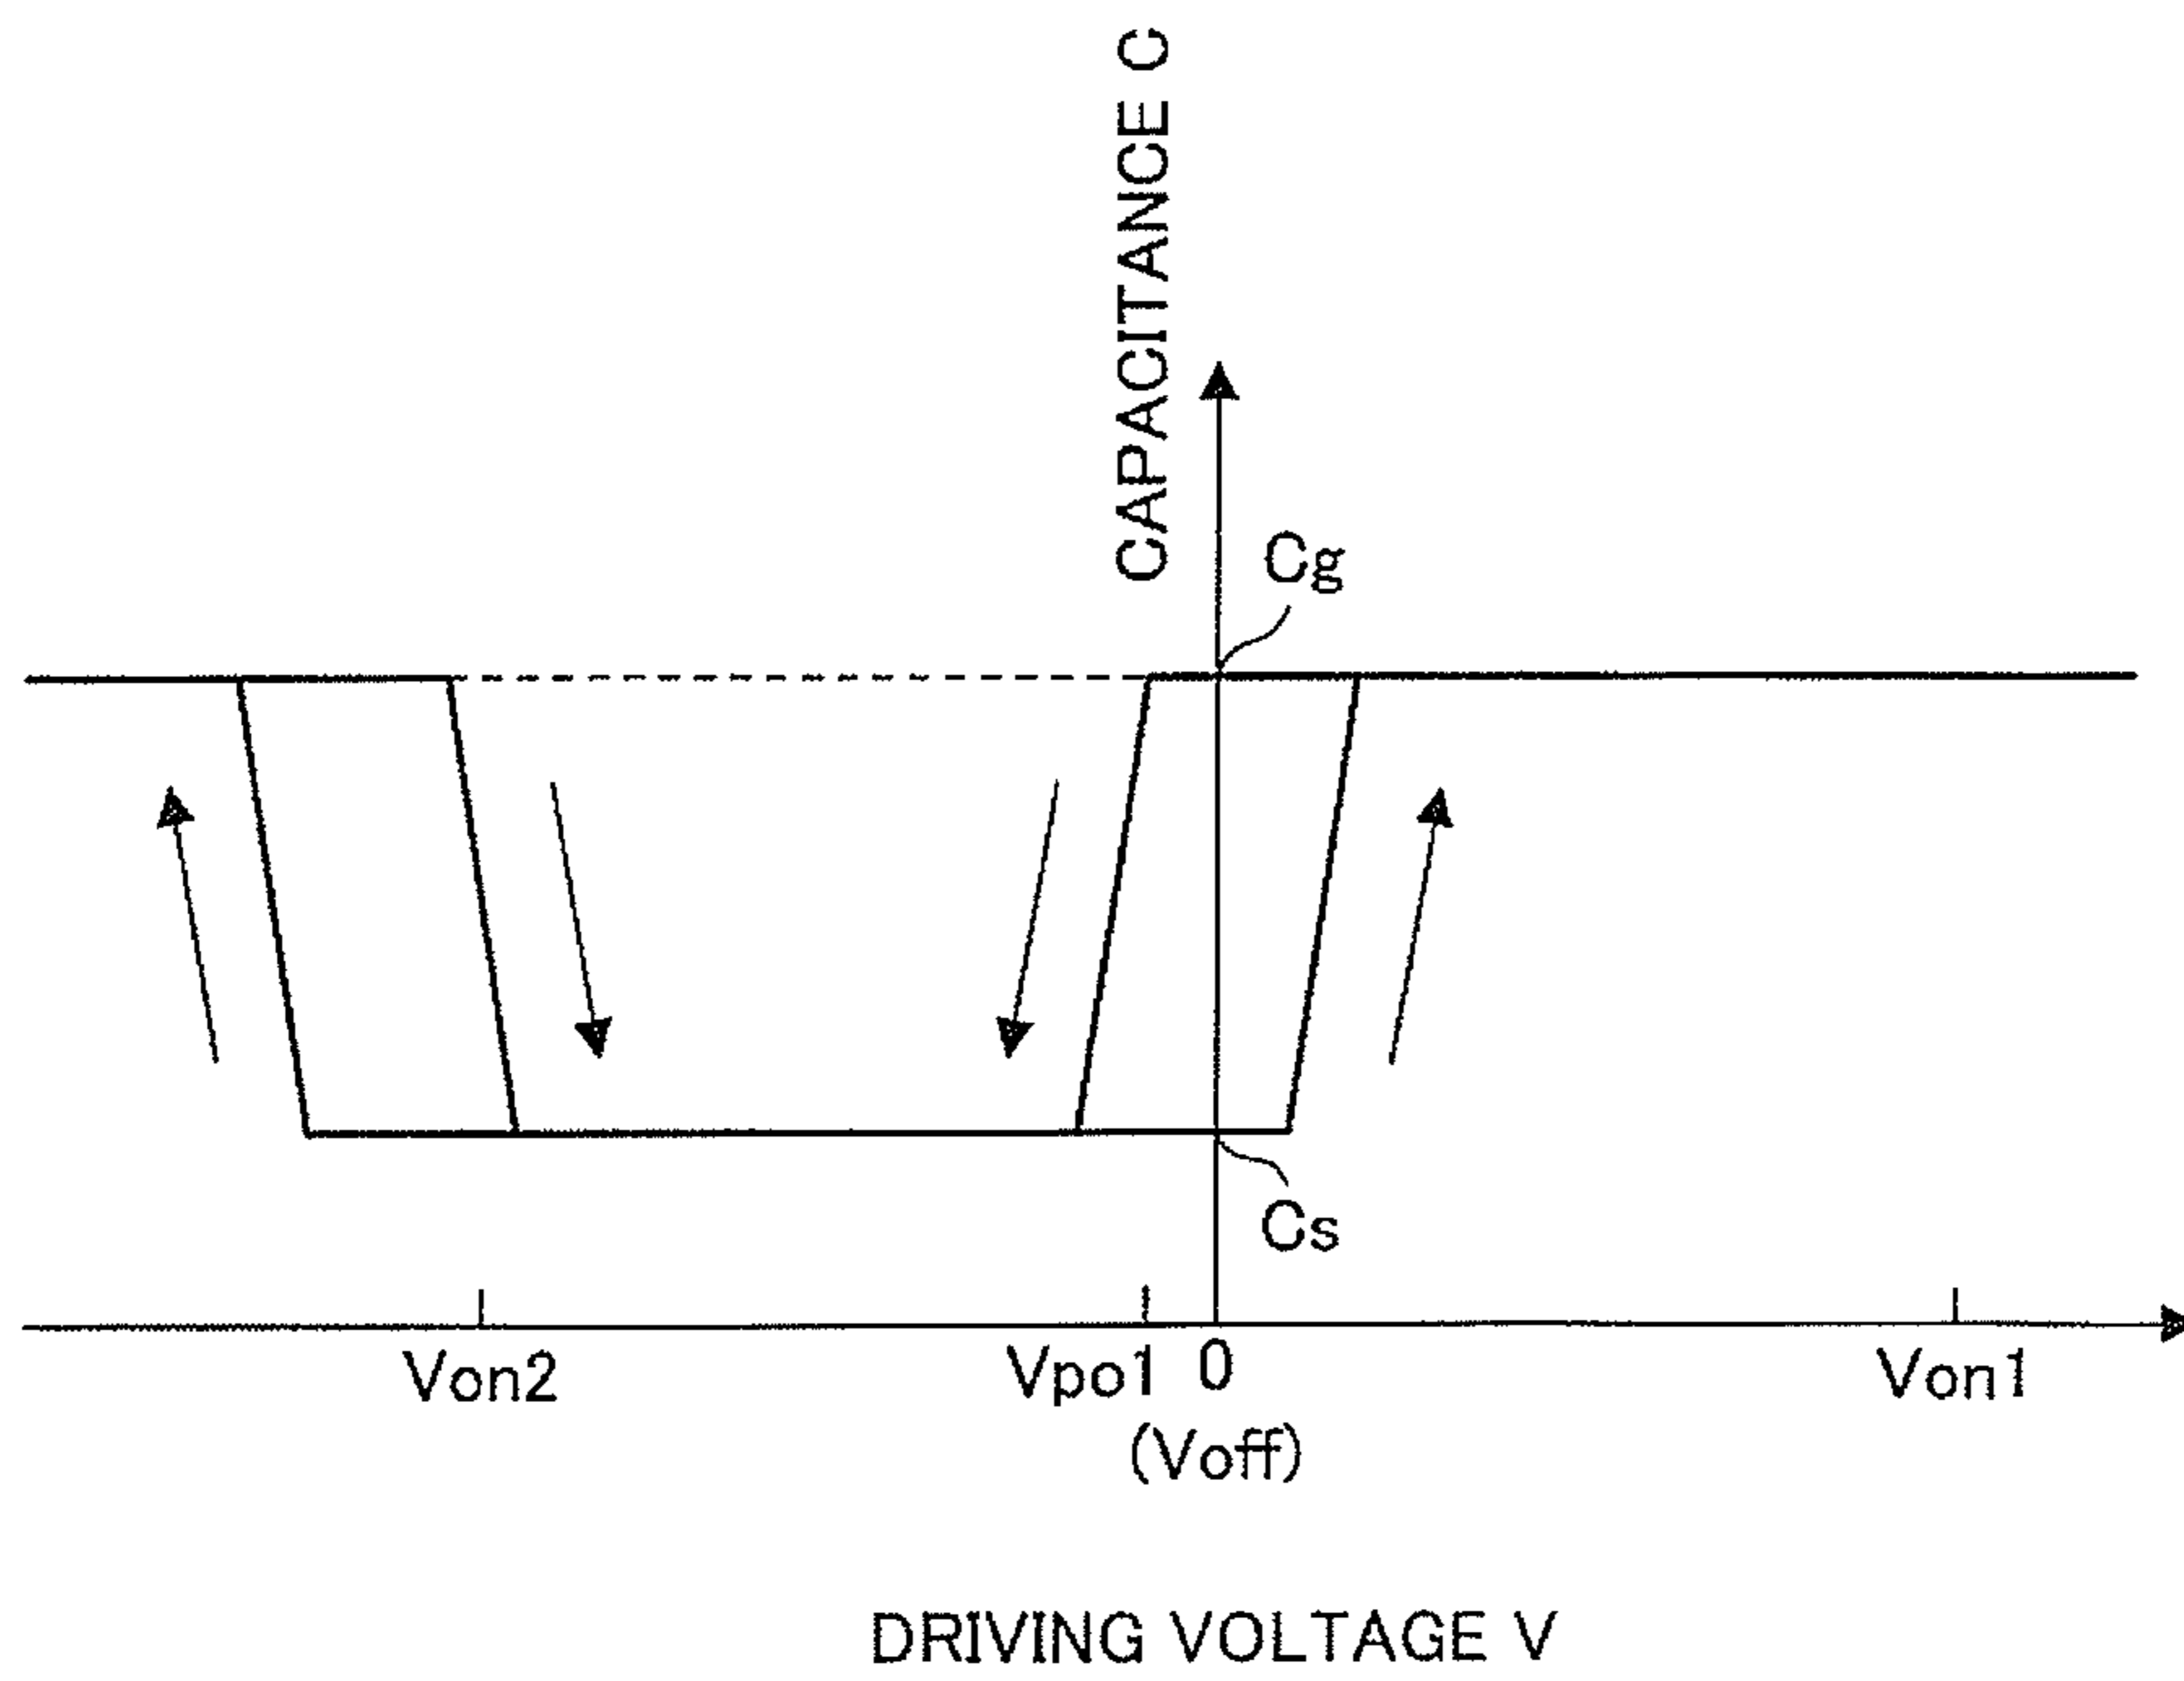 CAPACITANCE C
Cg
Cs
Von2
Vpo1
0
Von1
(Voff)
DRIVING VOLTAGE V